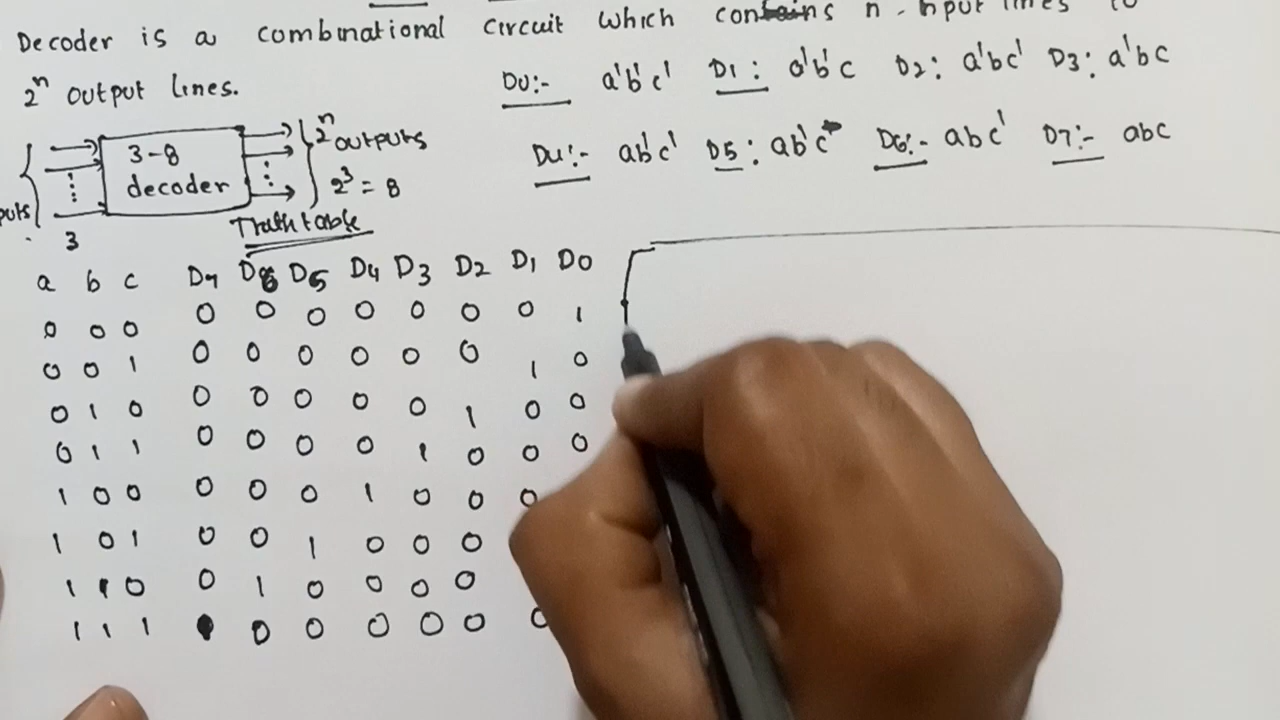 Decoder is a combinational circuit which contains n input lines to
2ⁿ output lines.
D0:- a'b'c' D1: a'b'c D2: a'bc' D3: a'bc
D4:- ab'c' D5: ab'c D6:- abc' D7:- abc
3-8
decoder
2ⁿ outputs
2³ = 8
3
Truth table
a b c D7 D6 D5 D4 D3 D2 D1 D0
0 0 0 0 0 0 0 0 0 0 1
0 0 1 0 0 0 0 0 0 1 0
0 1 0 0 0 0 0 0 1 0 0
0 1 1 0 0 0 0 1 0 0 0
1 0 0 0 0 0 1 0 0 0
1 0 1 0 0 1 0 0 0
1 1 0 0 1 0 0 0 0
1 1 1 0 0 0 0 0 0